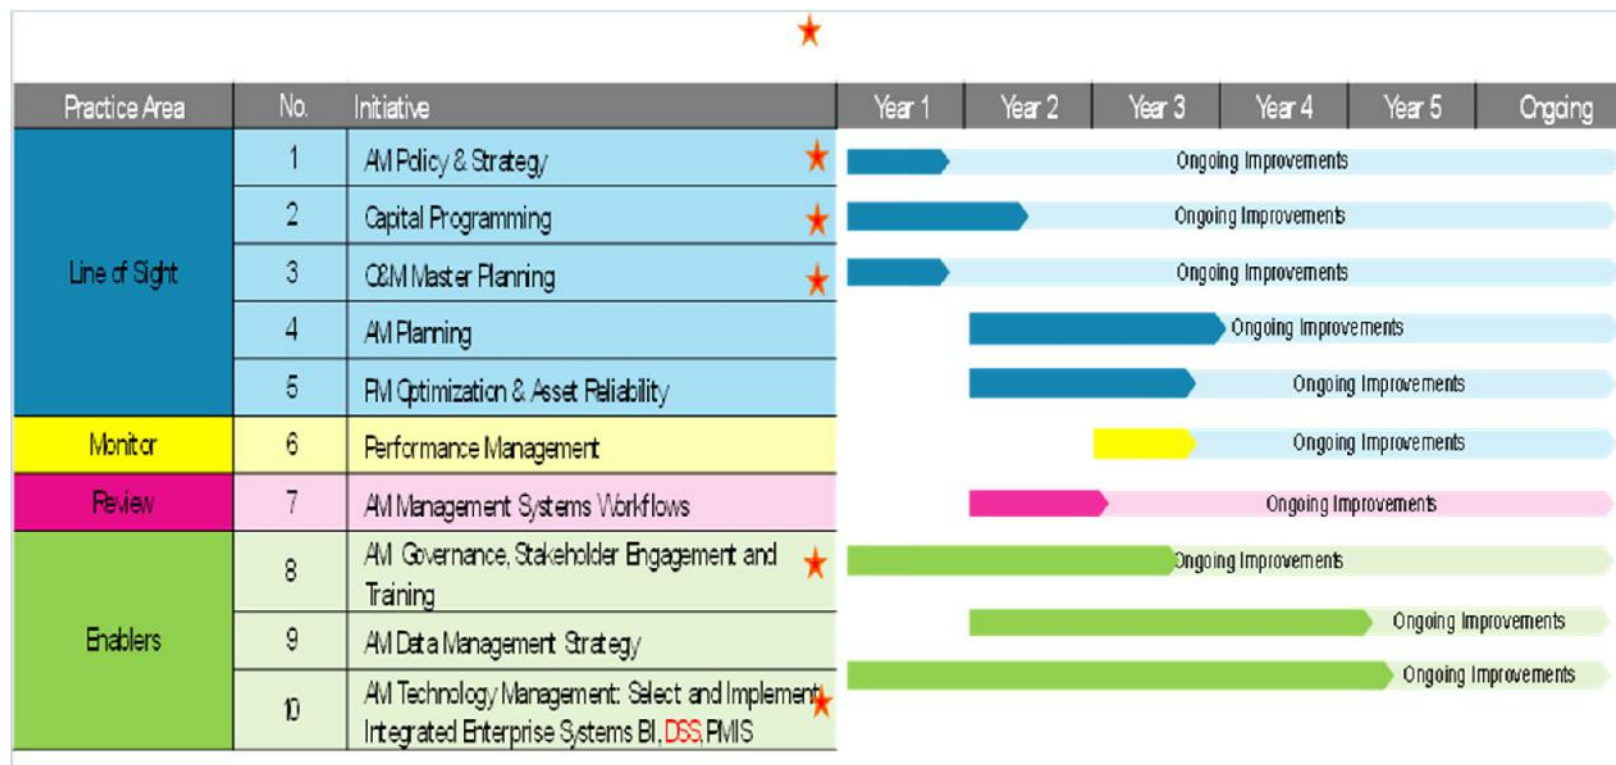 Practice Area No. Initiative Year 1 Year 2 Year 3 Year 4 Year 5 Ongoing
Line of Sight
1 AM Policy & Strategy Ongoing Improvements
2 Capital Programming Ongoing Improvements
3 O&M Master Planning Ongoing Improvements
4 AM Planning Ongoing Improvements
5 PM Optimization & Asset Reliability Ongoing Improvements
Monitor 6 Performance Management Ongoing Improvements
Review 7 AM Management Systems Workflows Ongoing Improvements
Enablers
8 AM Governance, Stakeholder Engagement and Ongoing Improvements
Training
9 AM Data Management Strategy Ongoing Improvements
10 AM Technology Management: Select and Implement Ongoing Improvements
Integrated Enterprise Systems BI, DSS, PMIS